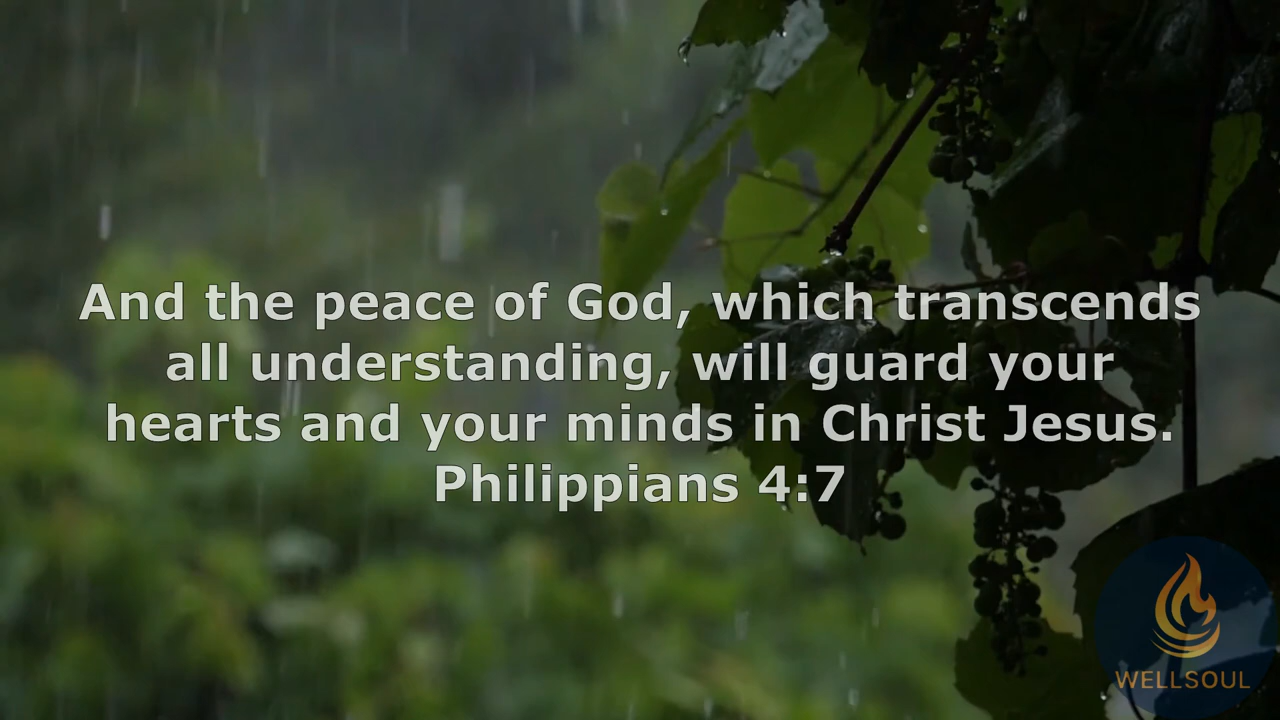 And the peace of God, which transcends
all understanding, will guard your
hearts and your minds in Christ Jesus.
Philippians 4:7
WELLSOUL